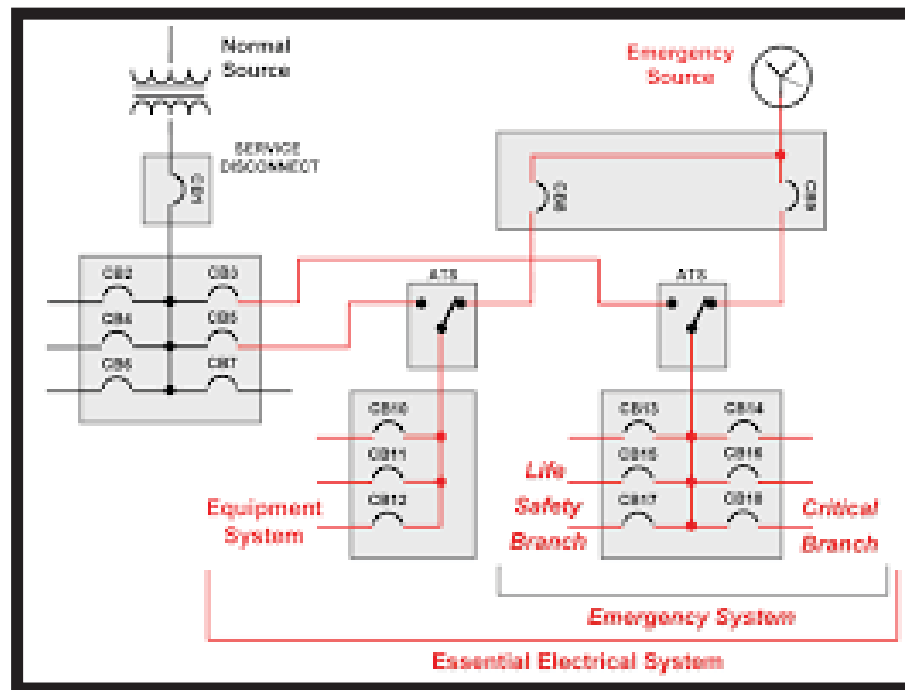 Normal
Source
Emergency
Source
SERVICE
DISCONNECT
CB1
CB8
CB9
CB2
CB3
ATS
ATS
CB4
CB5
CB6
CB7
CB10
CB13
CB14
CB11
CB15
CB16
Life
CB12
CB17
CB18
Equipment
System
Safety
Critical
Branch
Branch
Emergency System
Essential Electrical System